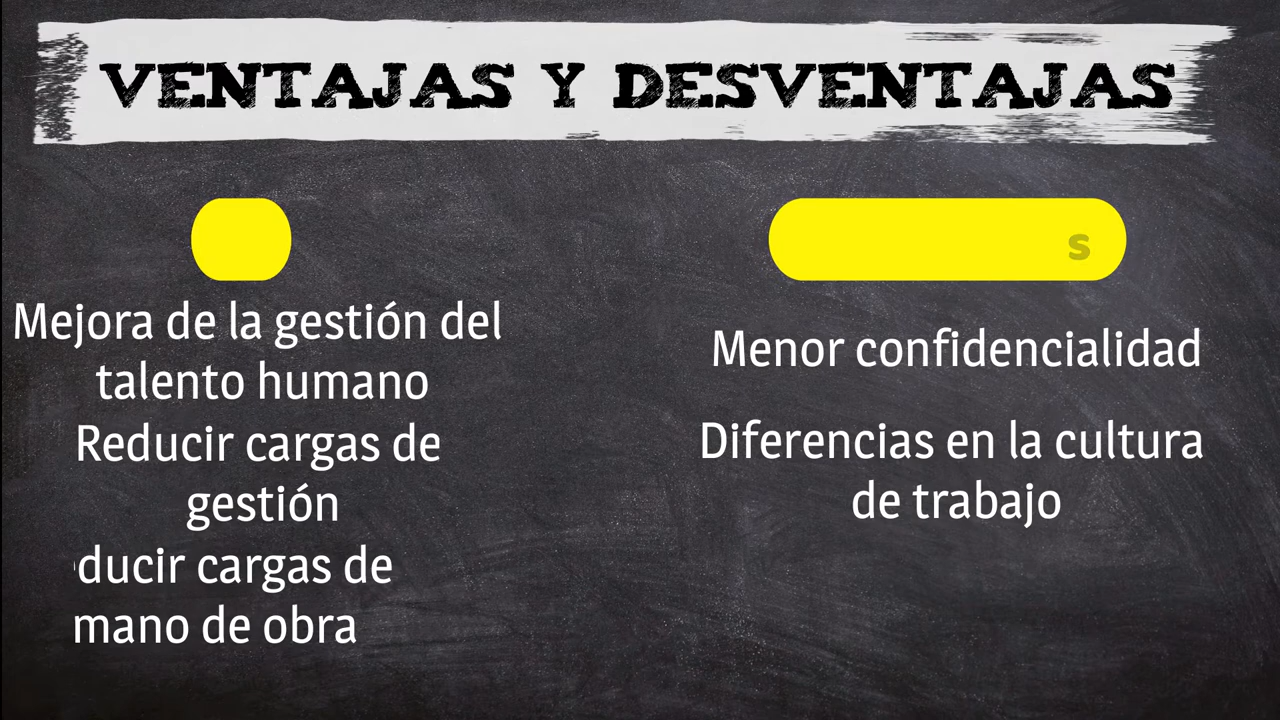 VENTAJAS Y DESVENTAJAS
s
Mejora de la gestión del
talento humano
Reducir cargas de
gestión
ducir cargas de
mano de obra
Menor confidencialidad
Diferencias en la cultura
de trabajo